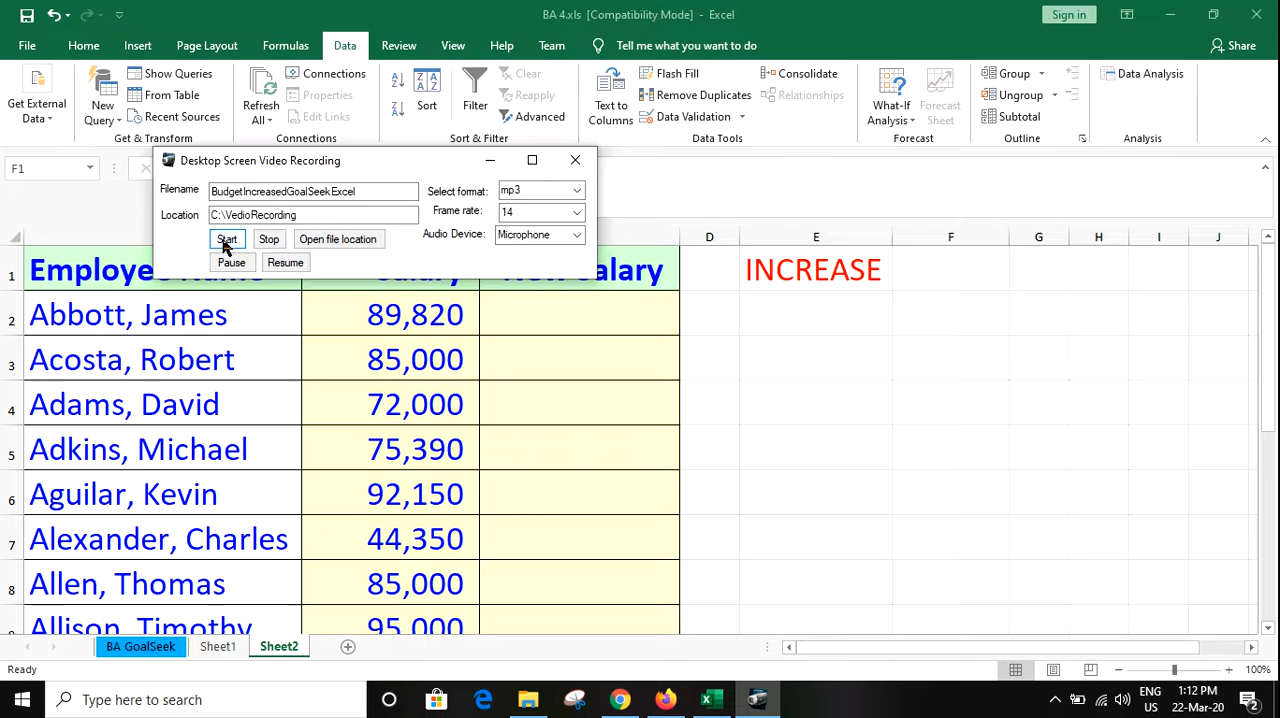 BA 4.xls [Compatibility Mode] - Excel
Sign in
File Home Insert Page Layout Formulas Data Review View Help Team Tell me what you want to do Share
Get External Data
New Query
Show Queries
From Table
Recent Sources
Get & Transform
Refresh All
Connections
Properties
Edit Links
Connections
Sort
Filter
Clear
Reapply
Advanced
Sort & Filter
Text to Columns
Flash Fill
Remove Duplicates
Data Validation
Consolidate
Relationships
Data Tools
What-If Analysis
Forecast Sheet
Forecast
Group
Ungroup
Subtotal
Outline
Data Analysis
Analysis
F1
Desktop Screen Video Recording
Filename BudgetIncreasedGoalSeekExcel
Location C:\VedioRecording
Start Stop Open file location
Pause Resume
Select format: mp3
Frame rate: 14
Audio Device: Microphone
D E F G H I J
1 Employee INCREASE
2 Abbott, James 89,820
3 Acosta, Robert 85,000
4 Adams, David 72,000
5 Adkins, Michael 75,390
6 Aguilar, Kevin 92,150
7 Alexander, Charles 44,350
8 Allen, Thomas 85,000
Allison, Timothy 95,000
BA GoalSeek Sheet1 Sheet2
Ready 100%
Type here to search
ENG
US
1:12 PM
22-Mar-20
2